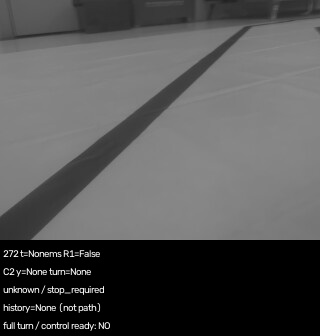 272 t=Nonems R1=False
C2 y=None turn=None
unknown / stop_required
history=None (not path)
full turn / control ready: NO